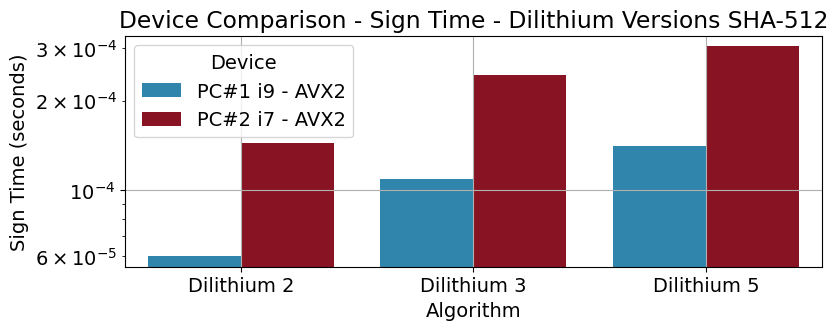 Device Comparison - Sign Time - Dilithium Versions SHA-512
Sign Time (seconds)
3 × 10⁻⁴
2 × 10⁻⁴
10⁻⁴
6 × 10⁻⁵
Device
PC#1 i9 - AVX2
PC#2 i7 - AVX2
Dilithium 2
Dilithium 3
Dilithium 5
Algorithm